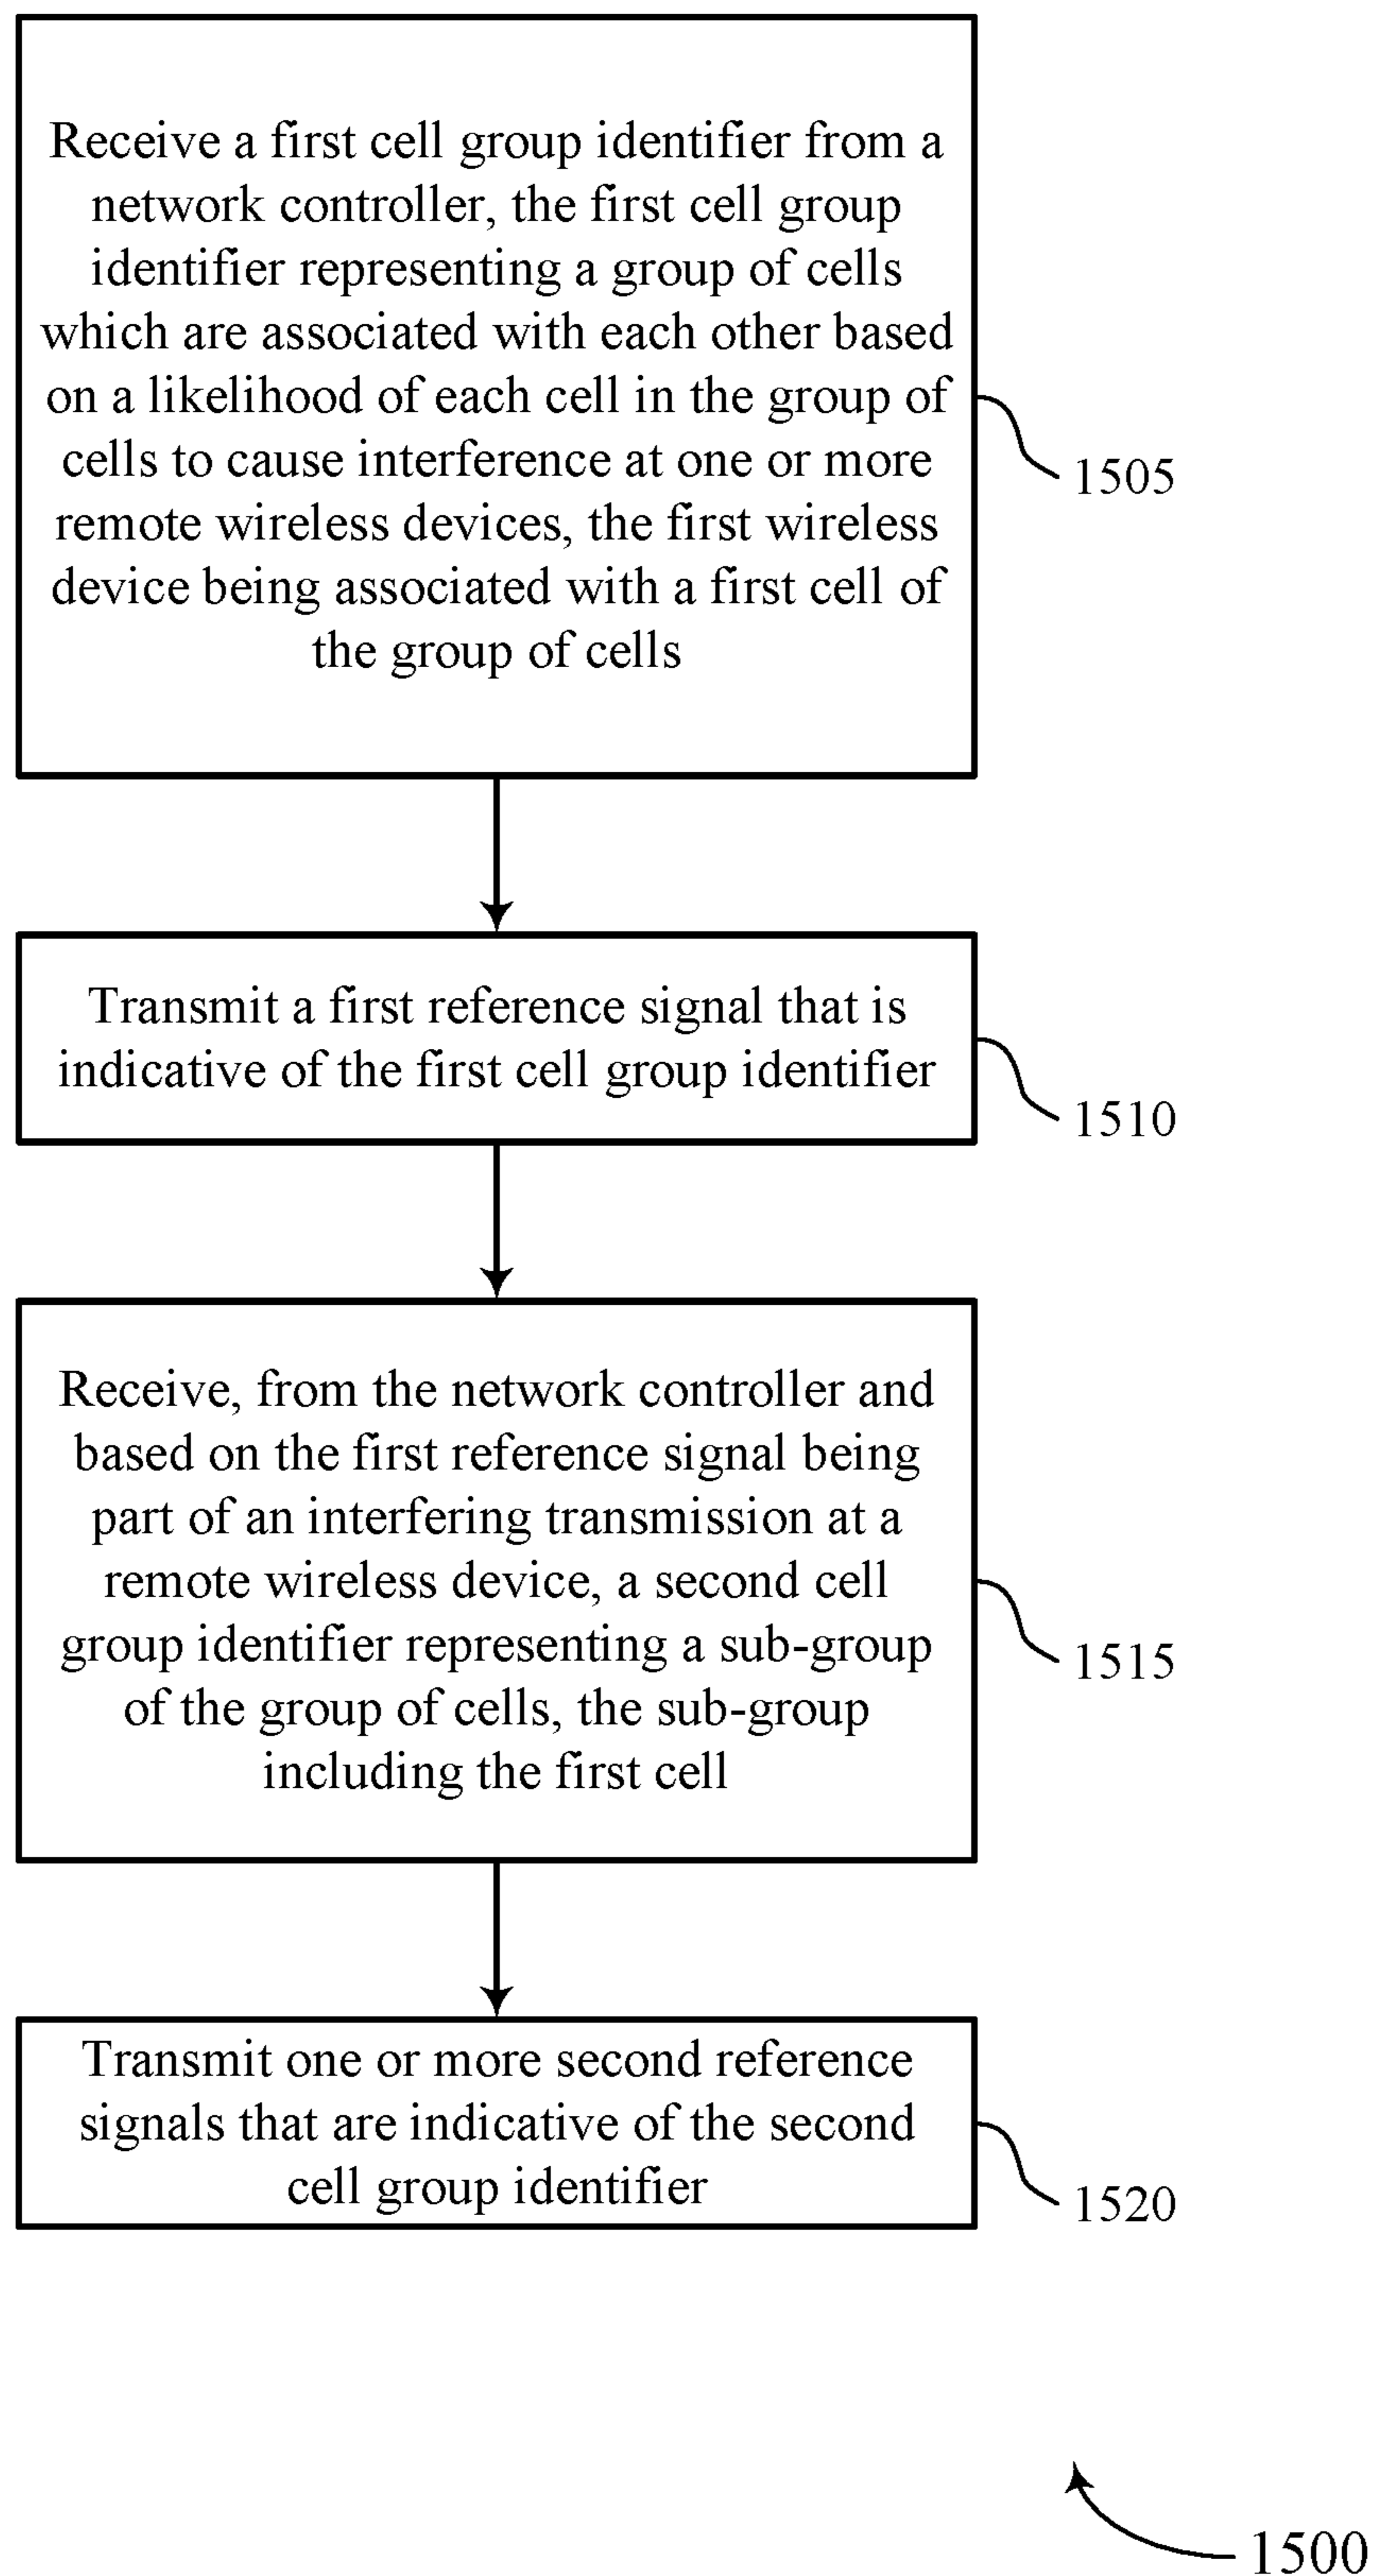 Receive a first cell group identifier from a
network controller, the first cell group
identifier representing a group of cells
which are associated with each other based
on a likelihood of each cell in the group of
cells to cause interference at one or more
remote wireless devices, the first wireless
device being associated with a first cell of
the group of cells
1505
Transmit a first reference signal that is
indicative of the first cell group identifier
1510
Receive, from the network controller and
based on the first reference signal being
part of an interfering transmission at a
remote wireless device, a second cell
group identifier representing a sub-group
of the group of cells, the sub-group
including the first cell
1515
Transmit one or more second reference
signals that are indicative of the second
cell group identifier
1520
1500